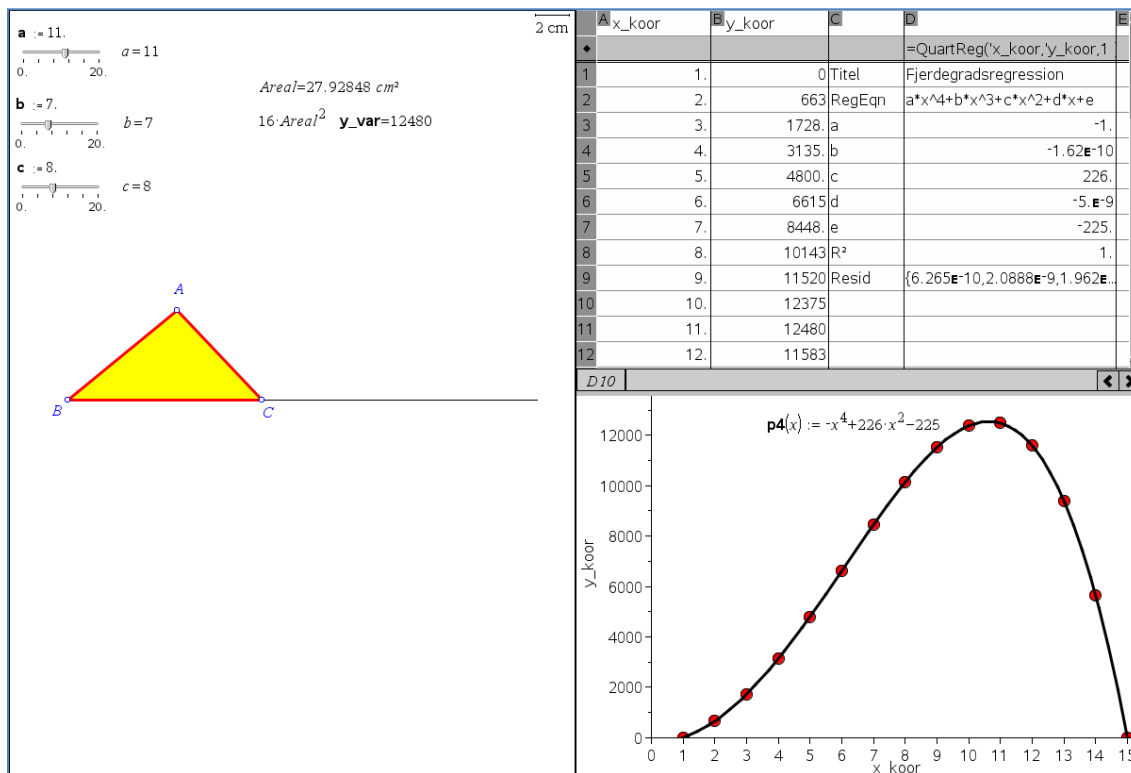 a := 11.
0. 20.
a=11
b := 7.
0. 20.
b=7
c := 8.
0. 20.
c=8
2 cm
Areal=27.92848 cm²
16·Areal² y_var=12480
A
B
C
A x_koor B y_koor C D E
◆ =QuartReg('x_koor,'y_koor,1
1 1. 0 Titel Fjerdegradsregression
2 2. 663 RegEqn a*x^4+b*x^3+c*x^2+d*x+e
3 3. 1728. a -1.
4 4. 3135. b -1.62E-10
5 5. 4800. c 226.
6 6. 6615 d -5.E-9
7 7. 8448. e -225.
8 8. 10143 R² 1.
9 9. 11520 Resid {6.265E-10,2.0888E-9,1.962E...
10 10. 12375
11 11. 12480
12 12. 11583
D10
p4(x) := -x⁴+226·x²-225
12000
10000
8000
6000
4000
2000
0
y_koor
0 1 2 3 4 5 6 7 8 9 10 11 12 13 14 15
x_koor